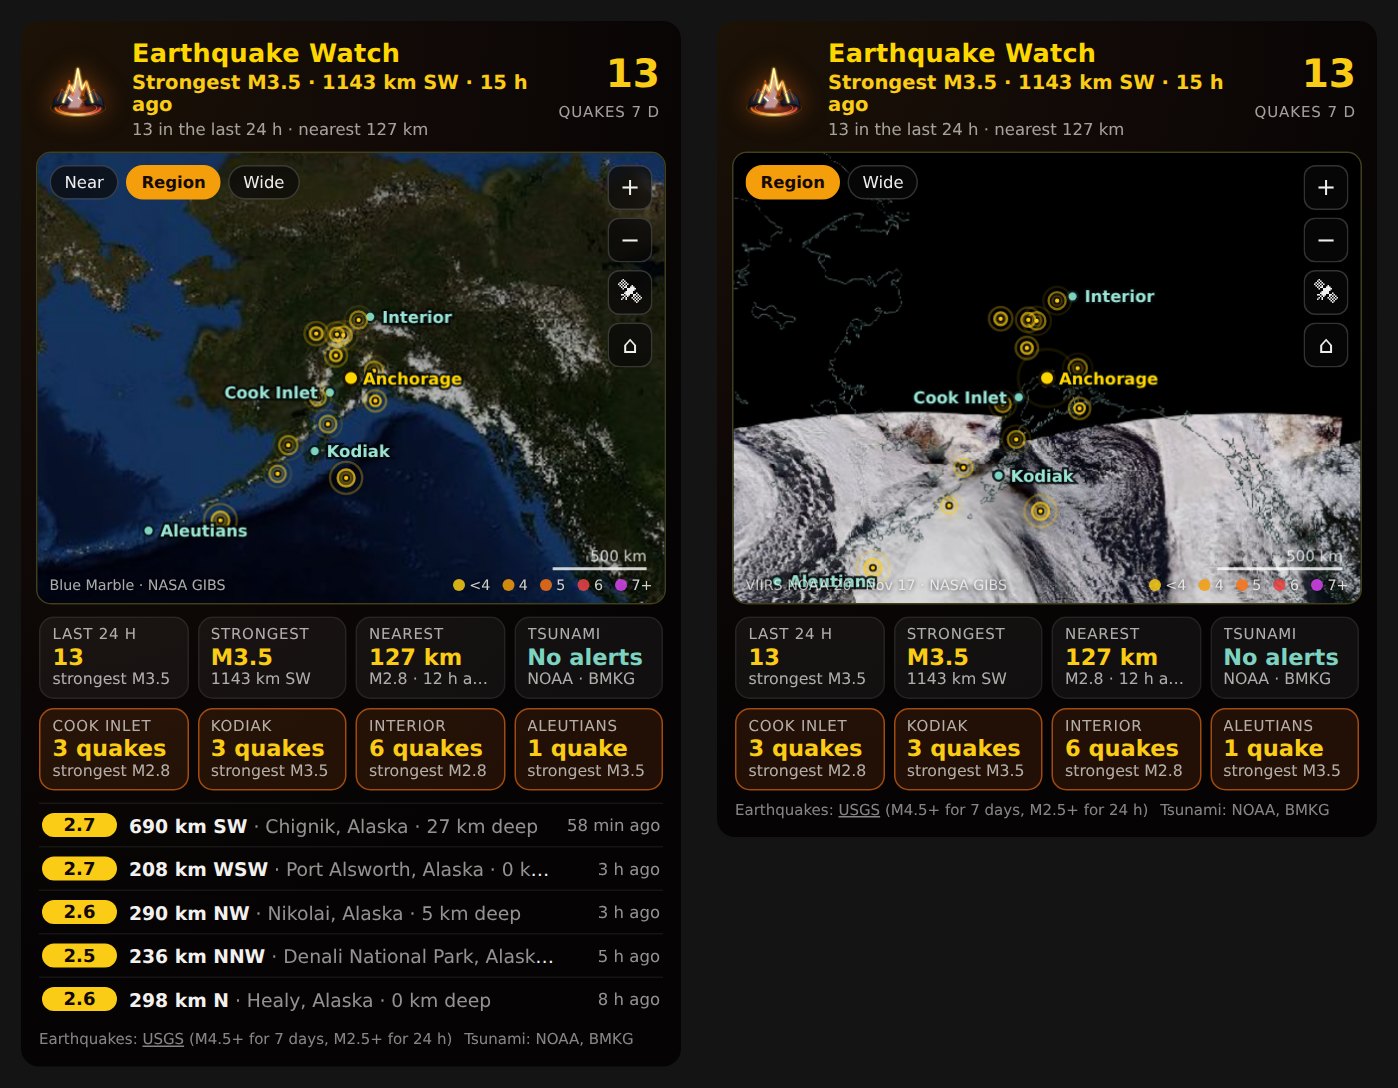 Earthquake Watch
Strongest M3.5 · 1143 km SW · 15 h
ago
13 in the last 24 h · nearest 127 km
13
QUAKES 7 D
Near
Region
Wide
+
−
Interior
Anchorage
Cook Inlet
Kodiak
Aleutians
500 km
Blue Marble · NASA GIBS
<4
4
5
6
7+
LAST 24 H
13
strongest M3.5
STRONGEST
M3.5
1143 km SW
NEAREST
127 km
M2.8 · 12 h a...
TSUNAMI
No alerts
NOAA · BMKG
COOK INLET
3 quakes
strongest M2.8
KODIAK
3 quakes
strongest M3.5
INTERIOR
6 quakes
strongest M2.8
ALEUTIANS
1 quake
strongest M3.5
2.7 690 km SW · Chignik, Alaska · 27 km deep 58 min ago
2.7 208 km WSW · Port Alsworth, Alaska · 0 k... 3 h ago
2.6 290 km NW · Nikolai, Alaska · 5 km deep 3 h ago
2.5 236 km NNW · Denali National Park, Alask... 5 h ago
2.6 298 km N · Healy, Alaska · 0 km deep 8 h ago
Earthquakes: USGS (M4.5+ for 7 days, M2.5+ for 24 h) Tsunami: NOAA, BMKG
Earthquake Watch
Strongest M3.5 · 1143 km SW · 15 h
ago
13 in the last 24 h · nearest 127 km
13
QUAKES 7 D
Region
Wide
+
−
Interior
Anchorage
Cook Inlet
Kodiak
Aleutians
500 km
VIIRS NOAA-20 · Nov 17 · NASA GIBS
<4
4
5
6
7+
LAST 24 H
13
strongest M3.5
STRONGEST
M3.5
1143 km SW
NEAREST
127 km
M2.8 · 12 h a...
TSUNAMI
No alerts
NOAA · BMKG
COOK INLET
3 quakes
strongest M2.8
KODIAK
3 quakes
strongest M3.5
INTERIOR
6 quakes
strongest M2.8
ALEUTIANS
1 quake
strongest M3.5
Earthquakes: USGS (M4.5+ for 7 days, M2.5+ for 24 h) Tsunami: NOAA, BMKG